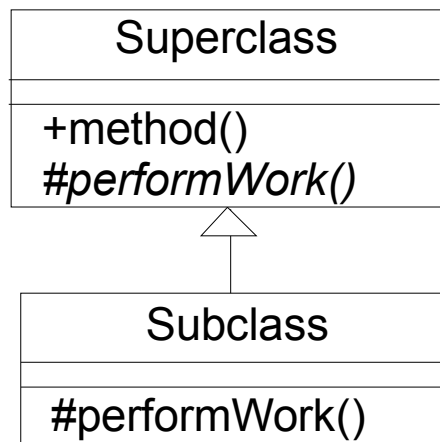 Superclass
+method()
#performWork()
Subclass
#performWork()